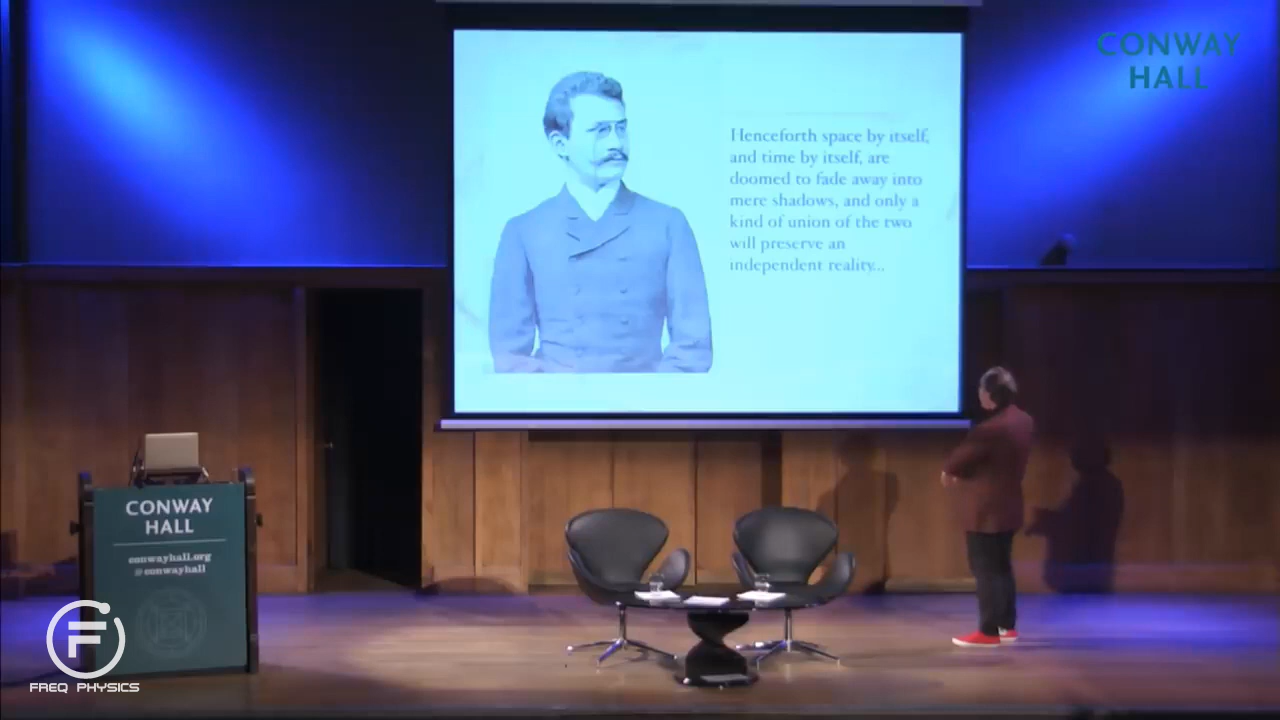 CONWAY
HALL
Henceforth space by itself,
and time by itself, are
doomed to fade away into
mere shadows, and only a
kind of union of the two
will preserve an
independent reality...
CONWAY
HALL
conwayhall.org
@conwayhall
F
FREQ PHYSICS